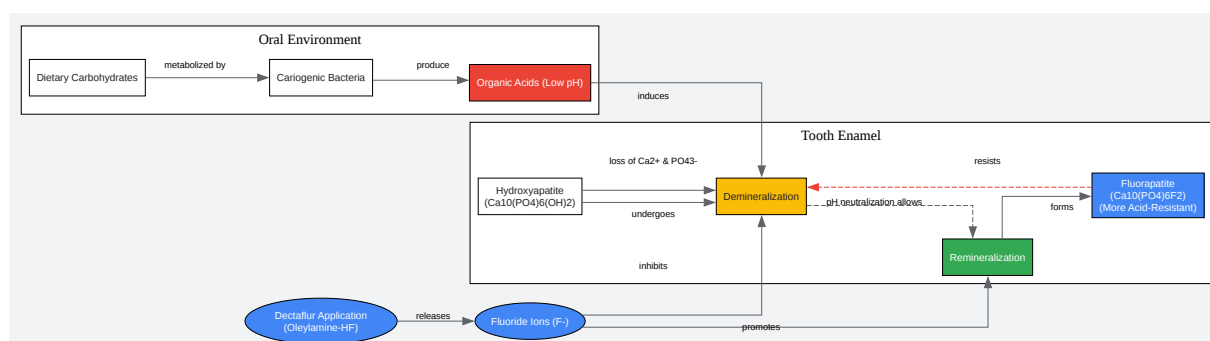 Oral Environment
Dietary Carbohydrates
metabolized by
Cariogenic Bacteria
produce
Organic Acids (Low pH)
induces
Tooth Enamel
loss of Ca2+ & PO43-
resists
Hydroxyapatite
(Ca10(PO4)6(OH)2)
undergoes
Demineralization
pH neutralization allows
Fluorapatite
(Ca10(PO4)6F2)
(More Acid-Resistant)
forms
Remineralization
inhibits
Dectaflur Application
(Oleylamine-HF)
releases
Fluoride Ions (F-)
promotes